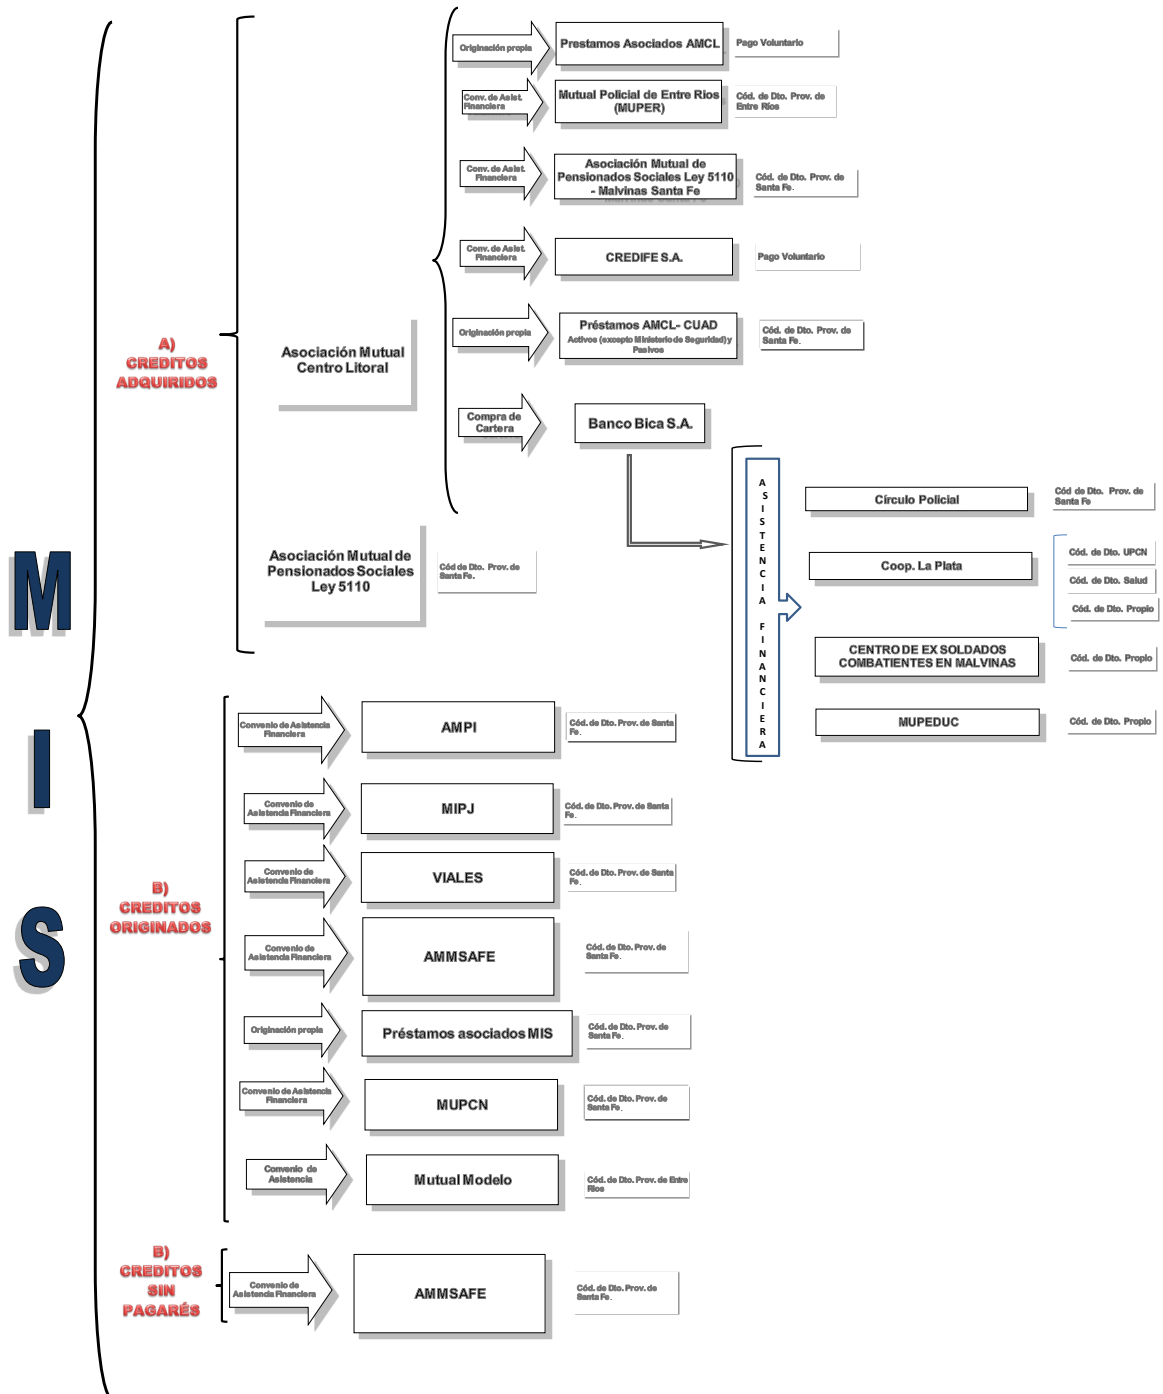 M
I
S
A)
CREDITOS
ADQUIRIDOS
Asociación Mutual
Centro Litoral
Originación propia
Prestamos Asociados AMCL
Pago Voluntario
Conv. de Asist.
Financiera
Mutual Policial de Entre Rios
(MUPER)
Cód. de Dto. Prov. de
Entre Ríos
Conv. de Asist.
Financiera
Asociación Mutual de
Pensionados Sociales Ley 5110
- Malvinas Santa Fe
Cód. de Dto. Prov. de
Santa Fe.
Conv. de Asist.
Financiera
CREDIFE S.A.
Pago Voluntario
Originación propia
Préstamos AMCL- CUAD
Activos (excepto Ministerio de Seguridad) y
Pasivos
Cód. de Dto. Prov. de
Santa Fe.
Compra de
Cartera
Banco Bica S.A.
ASISTENCIA FINANCIERA
Círculo Policial
Cód de Dto. Prov. de
Santa Fe
Coop. La Plata
Cód. de Dto. UPCN
Cód. de Dto. Salud
Cód. de Dto. Propio
CENTRO DE EX SOLDADOS
COMBATIENTES EN MALVINAS
Cód. de Dto. Propio
MUPEDUC
Cód. de Dto. Propio
Asociación Mutual de
Pensionados Sociales
Ley 5110
Cód de Dto. Prov. de
Santa Fe.
B)
CREDITOS
ORIGINADOS
Convenio de Asistencia
Financiera
AMPI
Cód. de Dto. Prov. de Santa
Fe.
Convenio de
Asistencia Financiera
MIPJ
Cód. de Dto. Prov. de Santa
Fe.
Convenio de
Asistencia Financiera
VIALES
Cód. de Dto. Prov. de Santa
Fe.
Convenio de
Asistencia Financiera
AMMSAFE
Cód. de Dto. Prov. de
Santa Fe.
Originación propia
Préstamos asociados MIS
Cód. de Dto. Prov. de
Santa Fe.
Convenio de Asistencia
Financiera
MUPCN
Cód. de Dto. Prov. de
Santa Fe.
Convenio de
Asistencia
Mutual Modelo
Cód. de Dto. Prov. de Entre
Ríos
B)
CREDITOS
SIN
PAGARÉS
Convenio de
Asistencia Financiera
AMMSAFE
Cód. de Dto. Prov. de
Santa Fe.